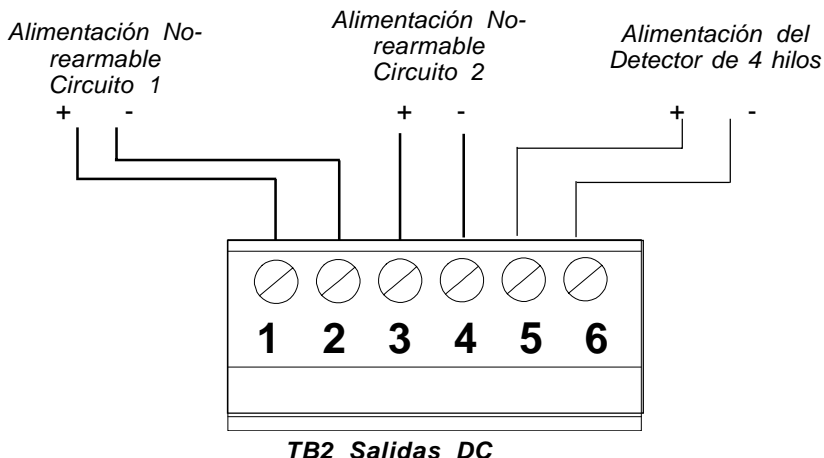 Alimentación No-
rearmable
Circuito 1
+ -
Alimentación No-
rearmable
Circuito 2
+ -
Alimentación del
Detector de 4 hilos
+ -
1 2 3 4 5 6
TB2 Salidas DC